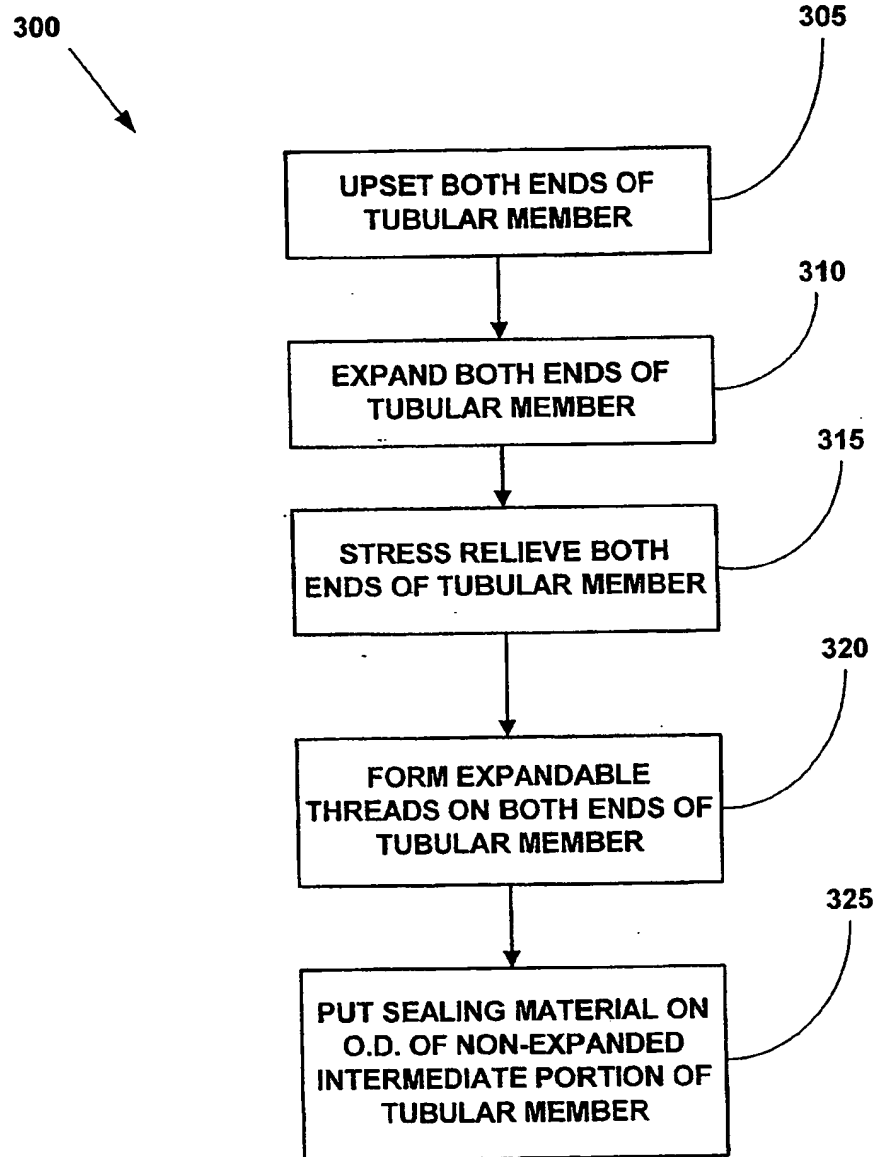 300
305
UPSET BOTH ENDS OF
TUBULAR MEMBER
310
EXPAND BOTH ENDS OF
TUBULAR MEMBER
315
STRESS RELIEVE BOTH
ENDS OF TUBULAR MEMBER
320
FORM EXPANDABLE
THREADS ON BOTH ENDS OF
TUBULAR MEMBER
325
PUT SEALING MATERIAL ON
O.D. OF NON-EXPANDED
INTERMEDIATE PORTION OF
TUBULAR MEMBER